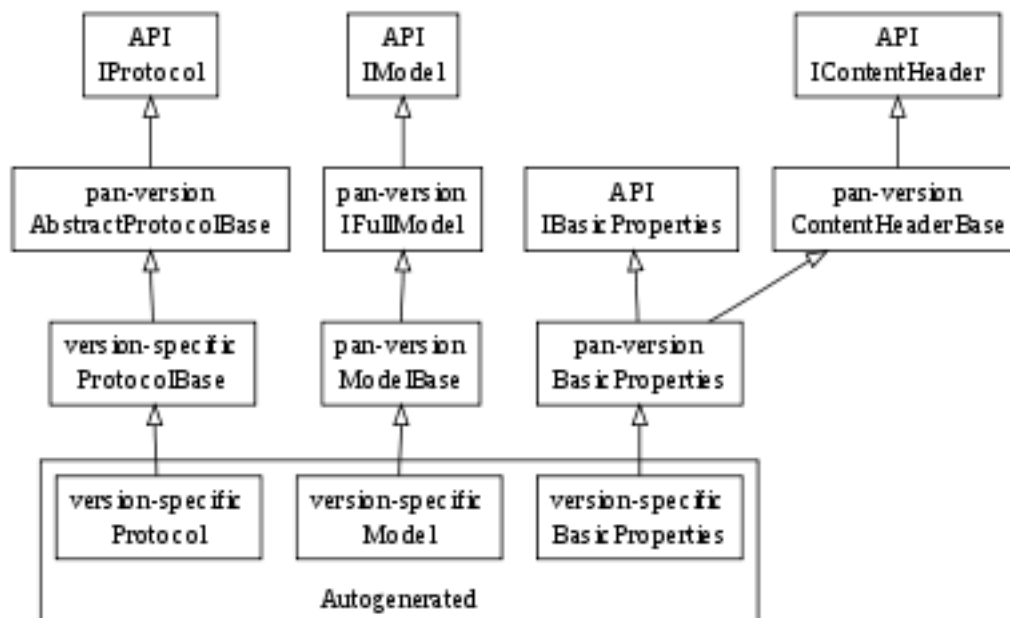 API
IProtocol
API
IModel
API
IContentHeader
pan-version
AbstractProtocolBase
pan-version
IFullModel
API
IBasicProperties
pan-version
ContentHeaderBase
version-specific
ProtocolBase
pan-version
ModelBase
pan-version
BasicProperties
version-specific
Protocol
version-specific
Model
version-specific
BasicProperties
Autogenerated